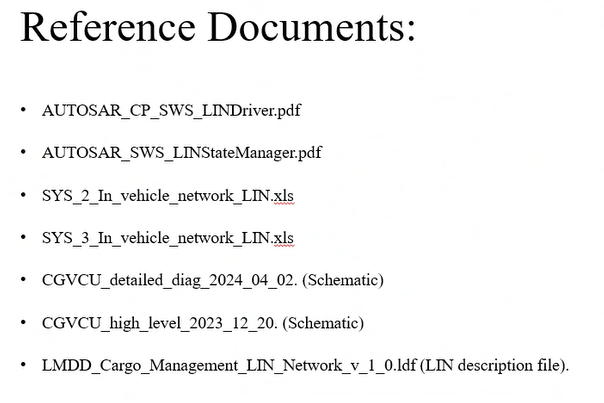 Reference Documents:
• AUTOSAR_CP_SWS_LINDriver.pdf
• AUTOSAR_SWS_LINStateManager.pdf
• SYS_2_In_vehicle_network_LIN.xls
• SYS_3_In_vehicle_network_LIN.xls
• CGVCU_detailed_diag_2024_04_02. (Schematic)
• CGVCU_high_level_2023_12_20. (Schematic)
• LMDD_Cargo_Management_LIN_Network_v_1_0.ldf (LIN description file).